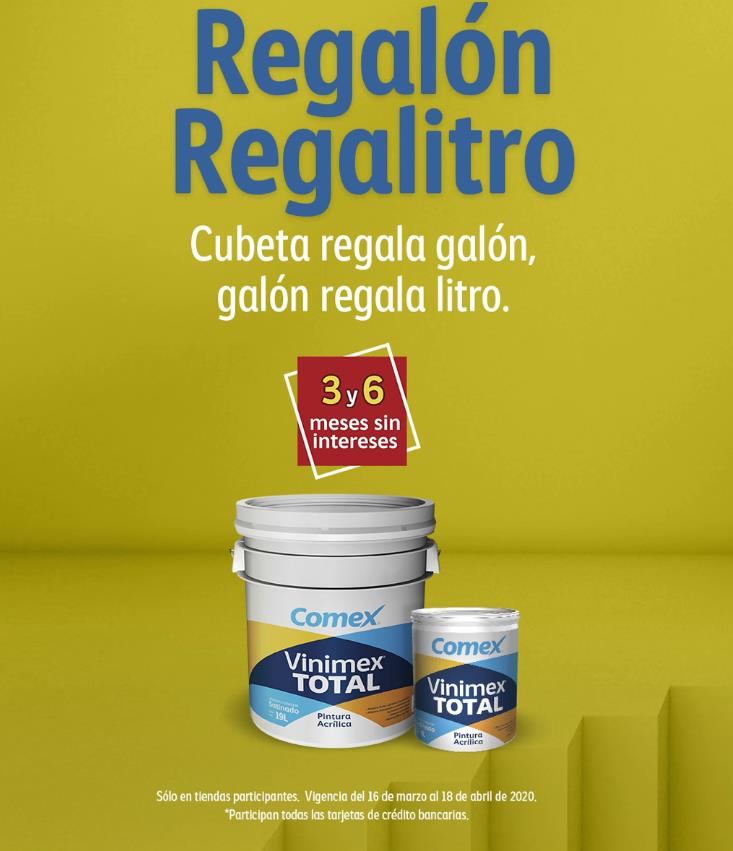 Regalón
Regalitro
Cubeta regala galón,
galón regala litro.
3 y 6
meses sin
intereses
Comex
Vinimex
TOTAL
Satinado
19L
Pintura
Acrílica
Comex
Vinimex
TOTAL
Pintura
Acrílica
Sólo en tiendas participantes. Vigencia del 16 de marzo al 18 de abril de 2020.
*Participan todas las tarjetas de crédito bancarias.